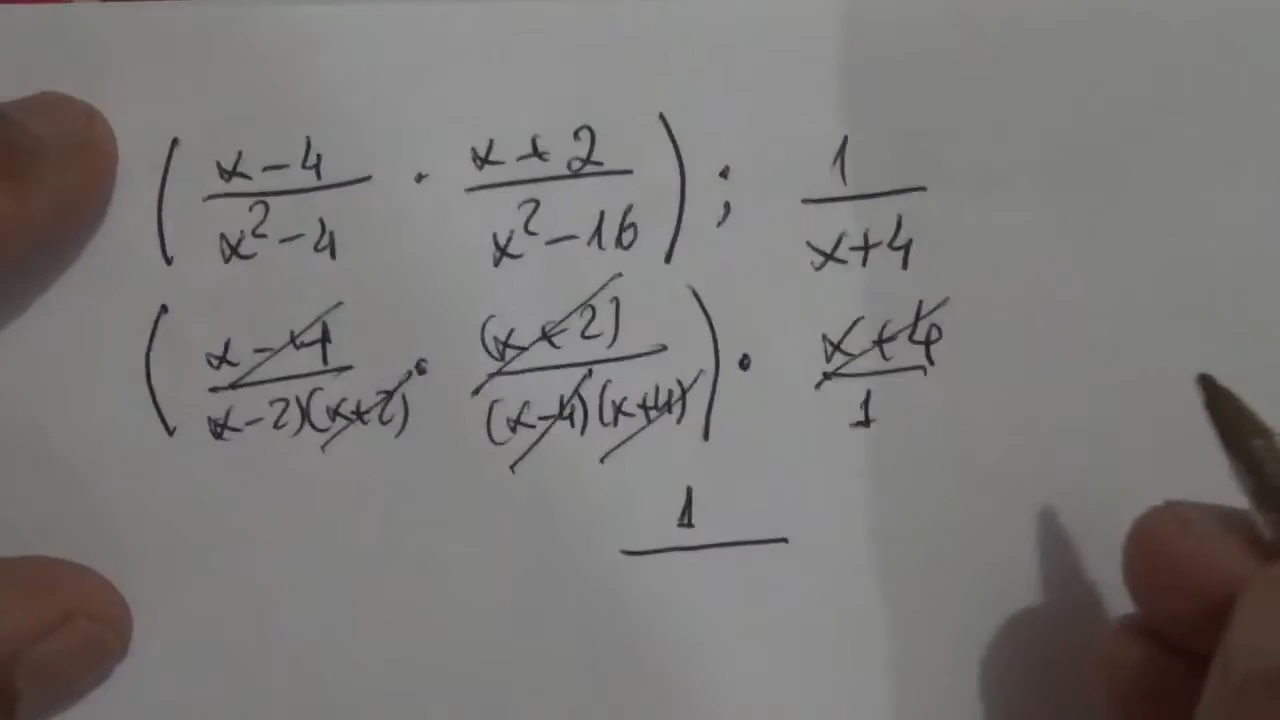 ( (x-4)/(x²-4) · (x+2)/(x²-16) ) ; 1/(x+4)
( (x-4)/(x-2)(x+2) · (x+2)/(x-4)(x+4) ) · (x+4)/1
1/